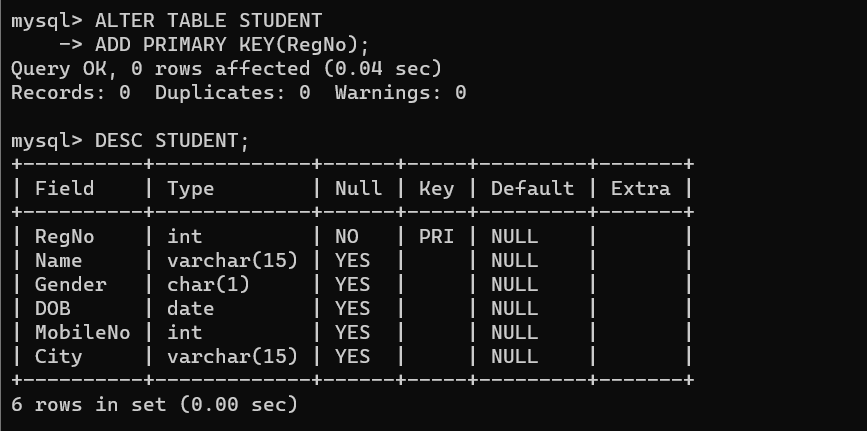 mysql> ALTER TABLE STUDENT
    -> ADD PRIMARY KEY(RegNo);
Query OK, 0 rows affected (0.04 sec)
Records: 0  Duplicates: 0  Warnings: 0

mysql> DESC STUDENT;
+----------+-------------+------+-----+---------+-------+
| Field    | Type        | Null | Key | Default | Extra |
+----------+-------------+------+-----+---------+-------+
| RegNo    | int         | NO   | PRI | NULL    |       |
| Name     | varchar(15) | YES  |     | NULL    |       |
| Gender   | char(1)     | YES  |     | NULL    |       |
| DOB      | date        | YES  |     | NULL    |       |
| MobileNo | int         | YES  |     | NULL    |       |
| City     | varchar(15) | YES  |     | NULL    |       |
+----------+-------------+------+-----+---------+-------+
6 rows in set (0.00 sec)